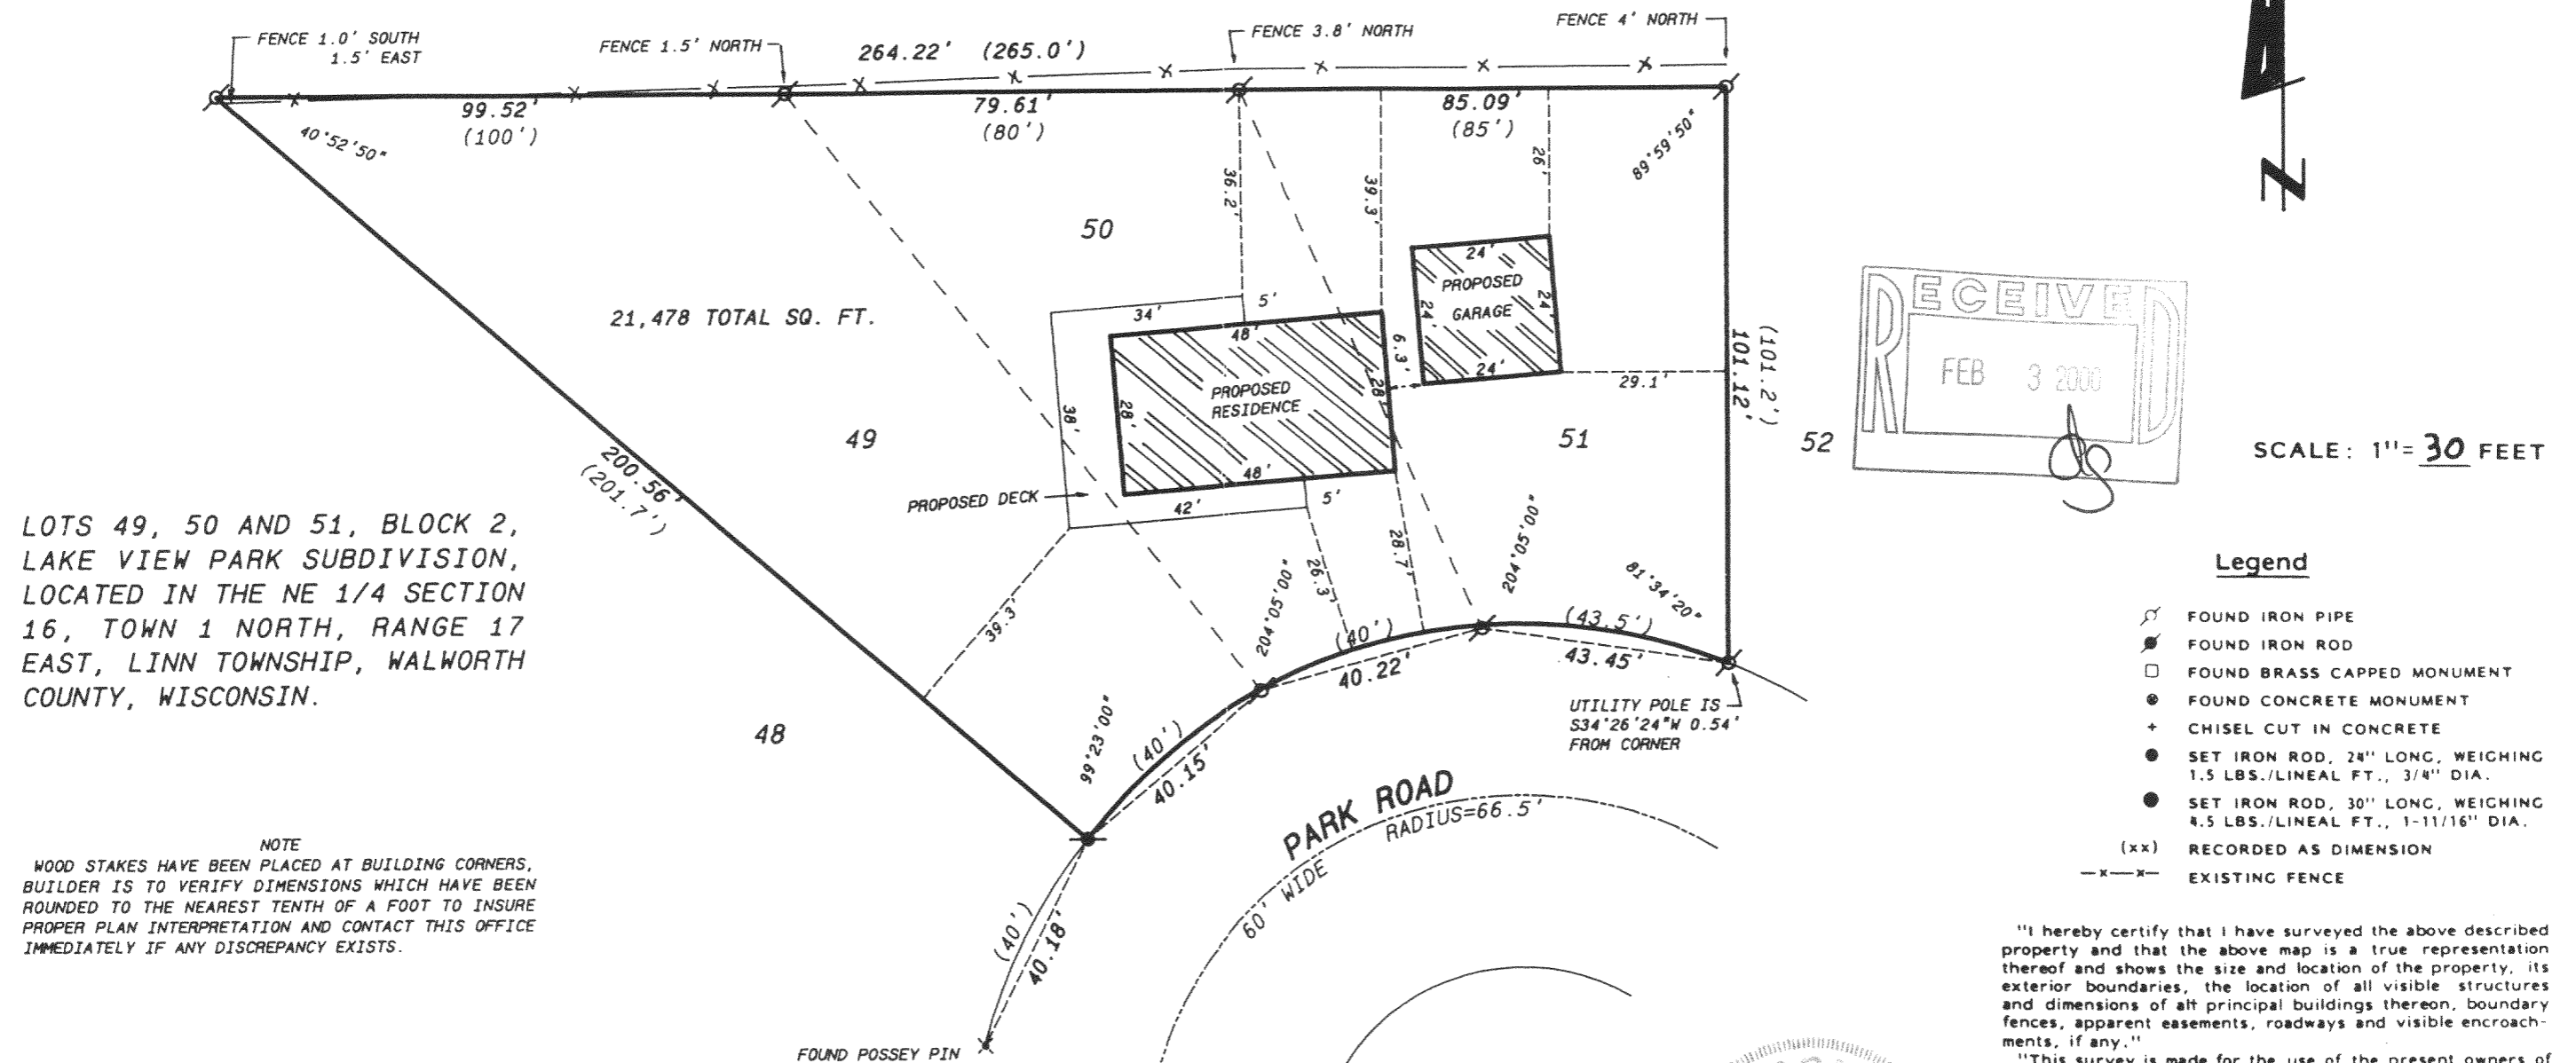 FENCE 1.0' SOUTH
1.5' EAST
FENCE 1.5' NORTH
264.22' (265.0')
FENCE 3.8' NORTH
FENCE 4' NORTH
99.52'
(100')
79.61'
(80')
85.09'
(85')
40°52'50"
89°59'50"
36.2'
39.3'
26'
50
21,478 TOTAL SQ. FT.
34'
5'
48'
24'
PROPOSED
GARAGE
24'
24'
24'
6.3'
29.1'
101.12'
(101.2')
PROPOSED
RESIDENCE
28'
28'
38'
48'
49
51
52
PROPOSED DECK
42'
5'
200.56'
(201.7')
39.3'
26.3'
28.7'
204°05'00"
204°05'00"
81°34'20"
99°23'00"
(40')
40.22'
(43.5')
43.45'
(40')
40.15'
(40')
40.18'
48
UTILITY POLE IS
S34°26'24"W 0.54'
FROM CORNER
PARK ROAD
RADIUS=66.5'
60' WIDE
FOUND POSSEY PIN
LOTS 49, 50 AND 51, BLOCK 2,
LAKE VIEW PARK SUBDIVISION,
LOCATED IN THE NE 1/4 SECTION
16, TOWN 1 NORTH, RANGE 17
EAST, LINN TOWNSHIP, WALWORTH
COUNTY, WISCONSIN.
NOTE
WOOD STAKES HAVE BEEN PLACED AT BUILDING CORNERS,
BUILDER IS TO VERIFY DIMENSIONS WHICH HAVE BEEN
ROUNDED TO THE NEAREST TENTH OF A FOOT TO INSURE
PROPER PLAN INTERPRETATION AND CONTACT THIS OFFICE
IMMEDIATELY IF ANY DISCREPANCY EXISTS.
N
RECEIVED
FEB 3 2000
SCALE: 1"= 30 FEET
Legend
FOUND IRON PIPE
FOUND IRON ROD
FOUND BRASS CAPPED MONUMENT
FOUND CONCRETE MONUMENT
CHISEL CUT IN CONCRETE
SET IRON ROD, 24" LONG, WEIGHING
1.5 LBS./LINEAL FT., 3/4" DIA.
SET IRON ROD, 30" LONG, WEIGHING
4.5 LBS./LINEAL FT., 1-11/16" DIA.
(xx) RECORDED AS DIMENSION
—x—x— EXISTING FENCE
"I hereby certify that I have surveyed the above described
property and that the above map is a true representation
thereof and shows the size and location of the property, its
exterior boundaries, the location of all visible structures
and dimensions of all principal buildings thereon, boundary
fences, apparent easements, roadways and visible encroach-
ments, if any."
"This survey is made for the use of the present owners of